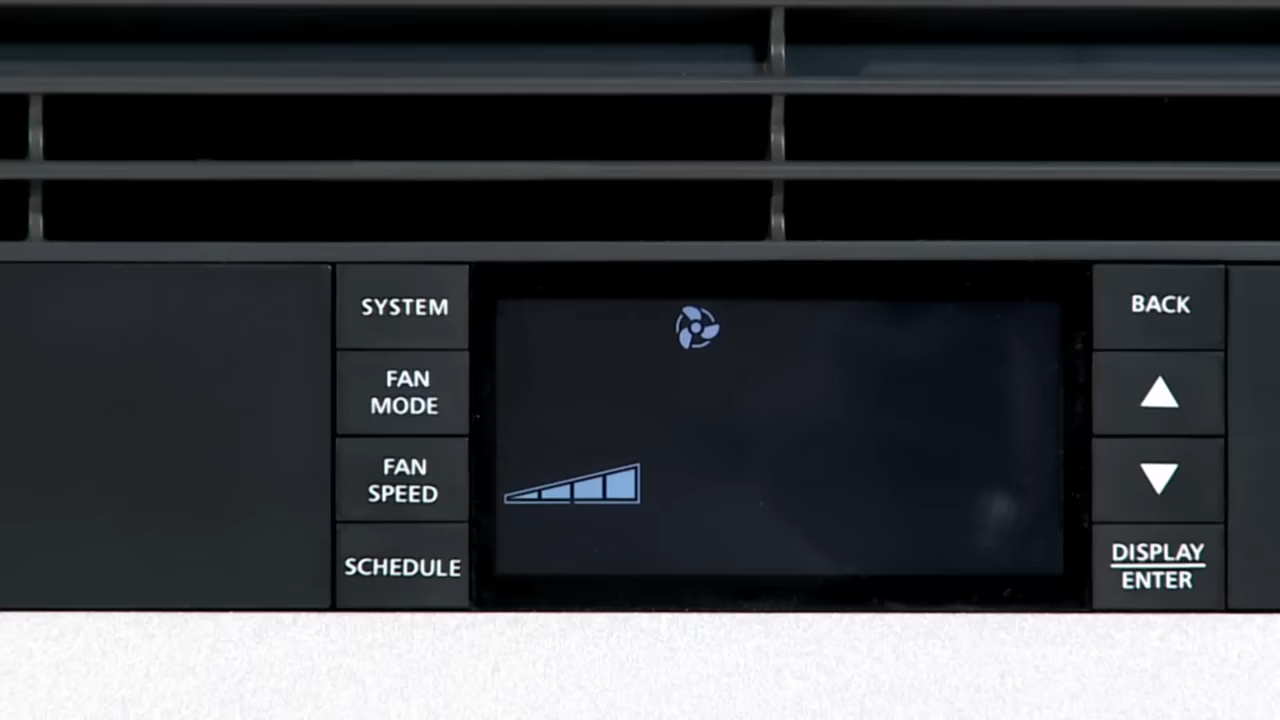 SYSTEM
FAN
MODE
FAN
SPEED
SCHEDULE
BACK
DISPLAY
ENTER